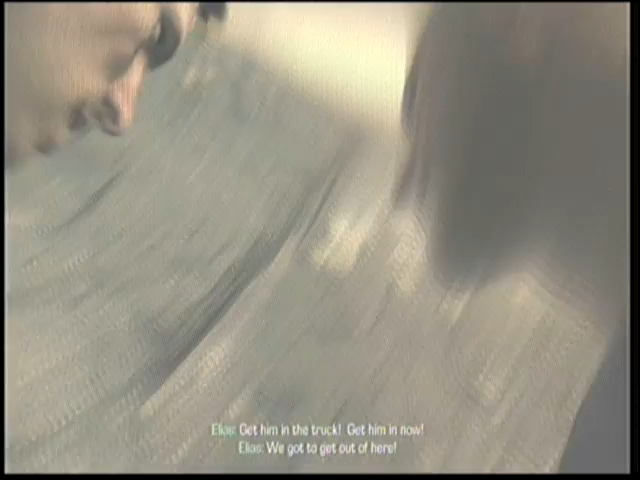 Elias: Get him in the truck! Get him in now!
Elias: We got to get out of here!